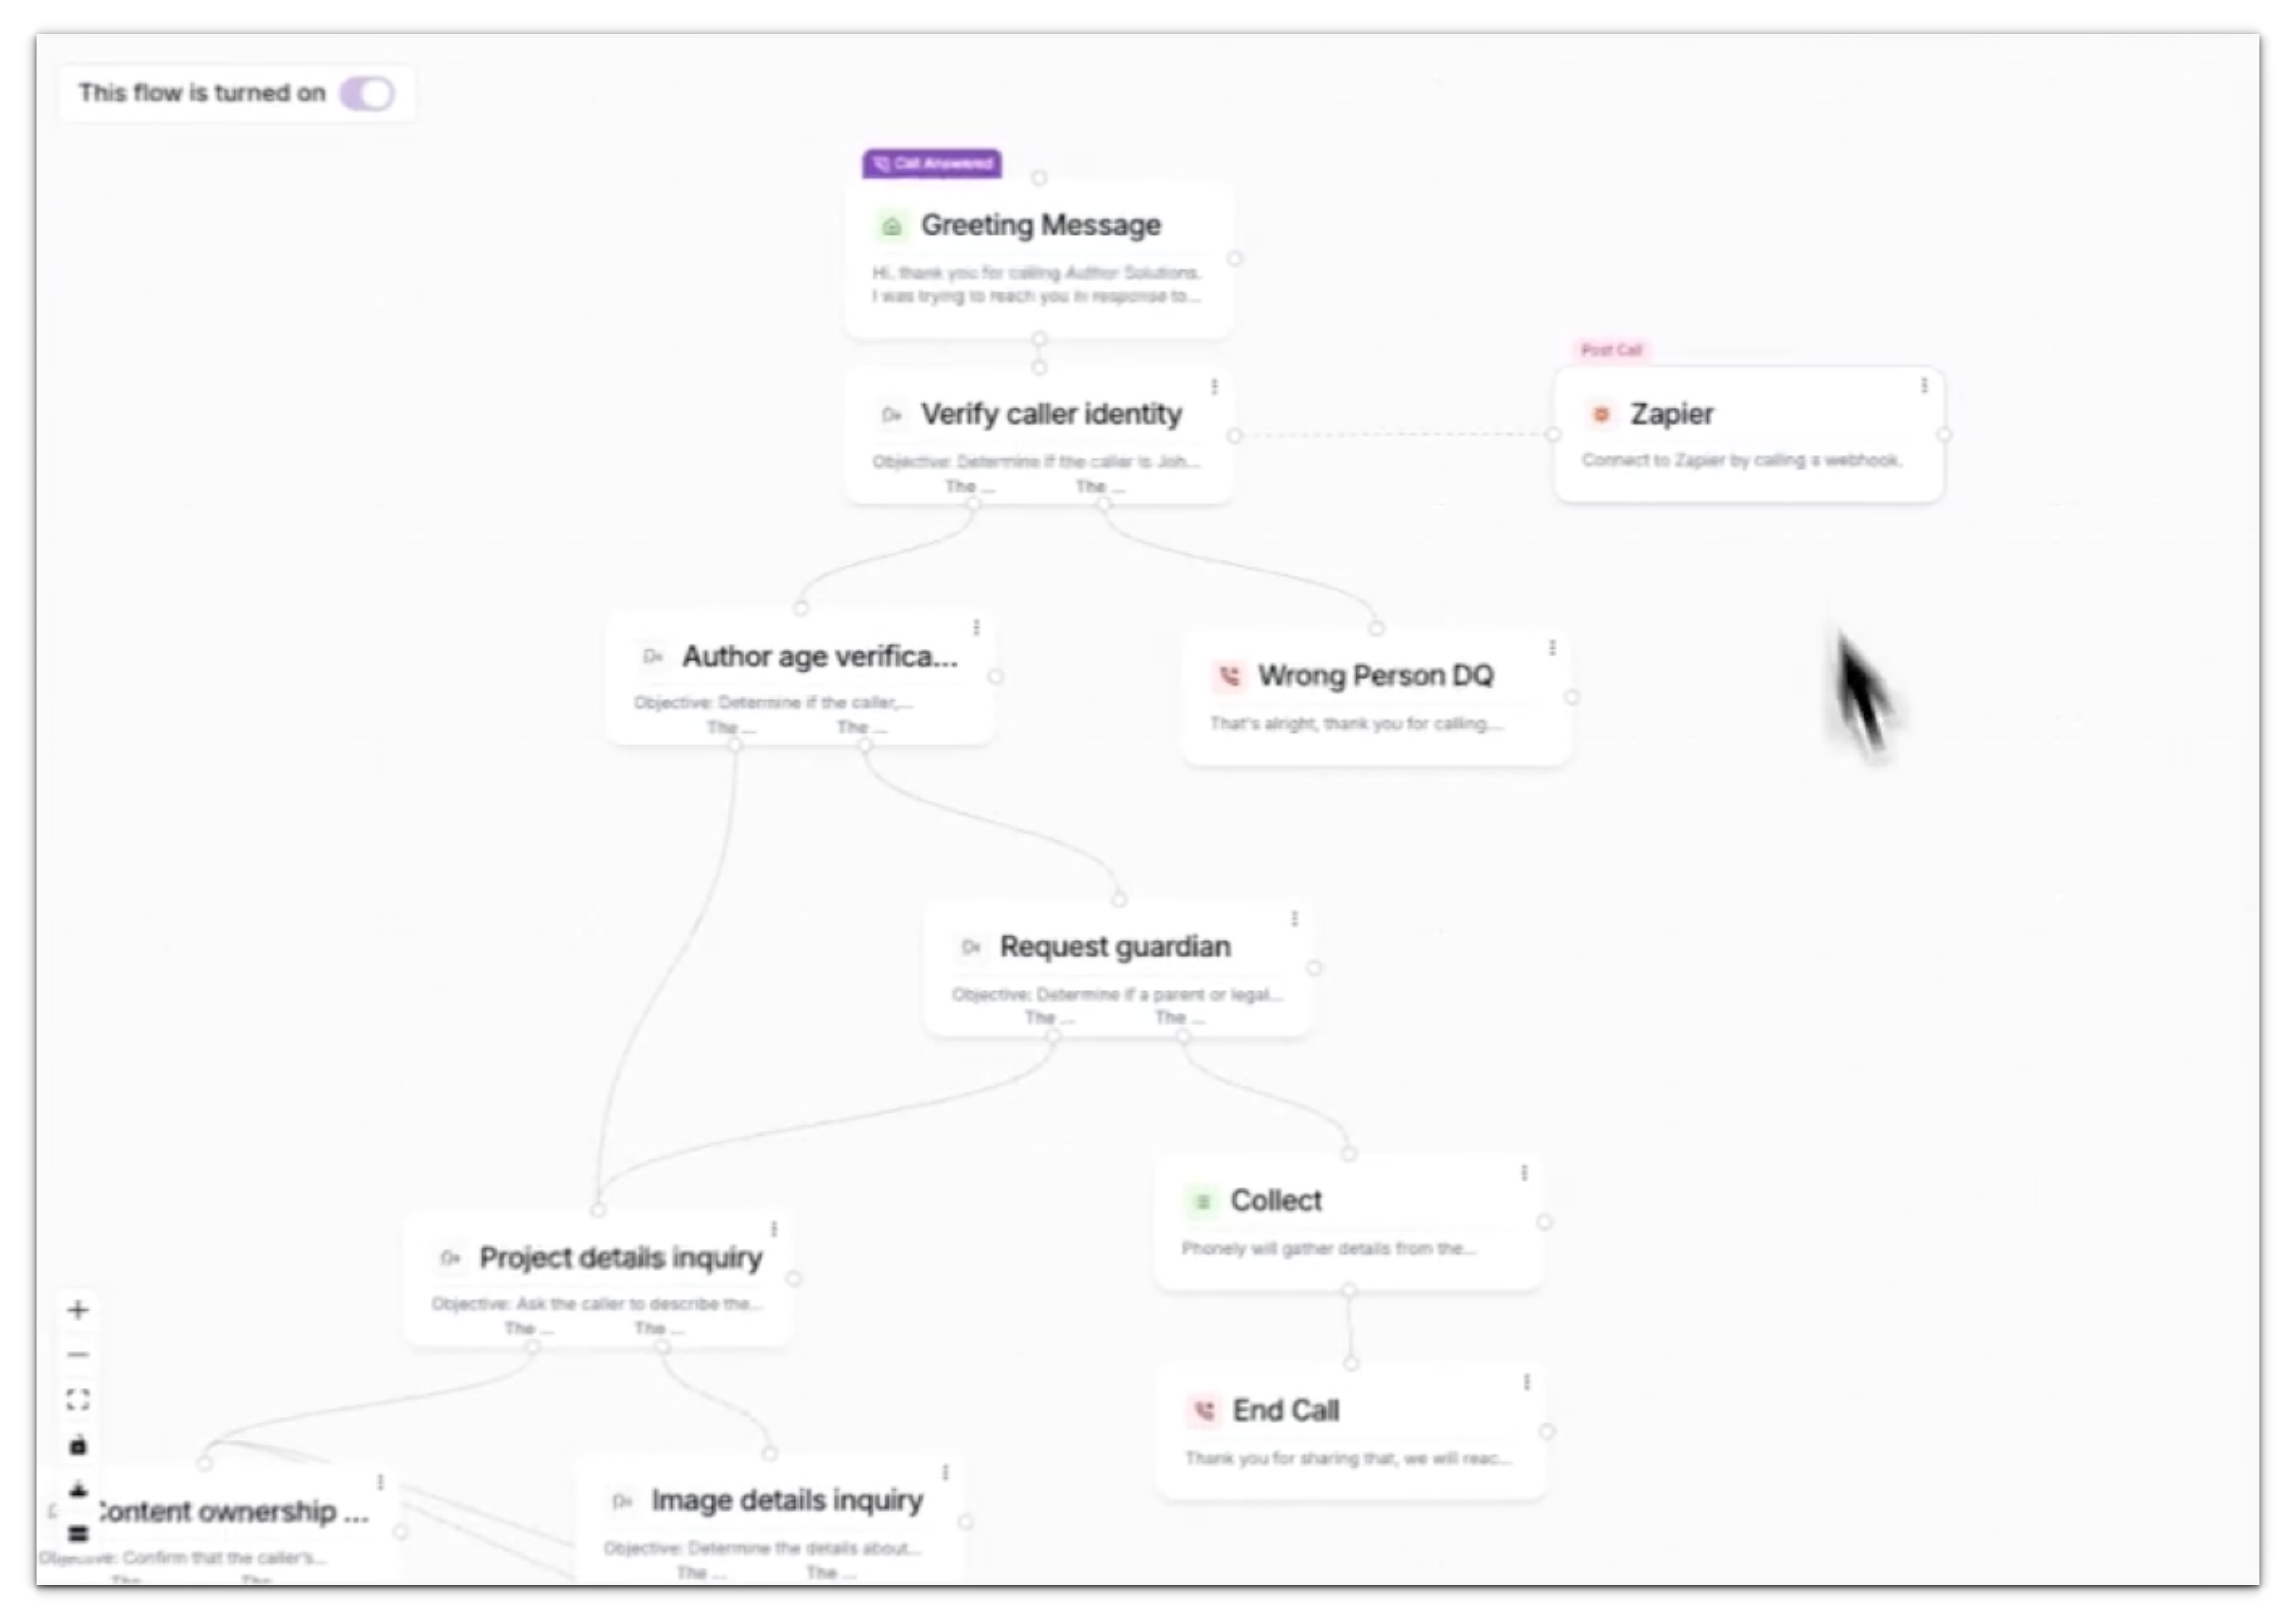 This flow is turned on
Call Answered
Greeting Message
Hi, thank you for calling Author Solutions.
I was trying to reach you in response to...
Post Call
Verify caller identity
Objective: Determine if the caller is Joh...
The ...
The ...
Zapier
Connect to Zapier by calling a webhook.
Author age verifica...
Objective: Determine if the caller,...
The ...
The ...
Wrong Person DQ
That's alright, thank you for calling....
Request guardian
Objective: Determine if a parent or legal...
The ...
The ...
Collect
Phonely will gather details from the...
Project details inquiry
Objective: Ask the caller to describe the...
The ...
The ...
End Call
Thank you for sharing that, we will reac...
Content ownership ...
Objective: Confirm that the caller's...
The
The
Image details inquiry
Objective: Determine the details about...
The ...
The ...